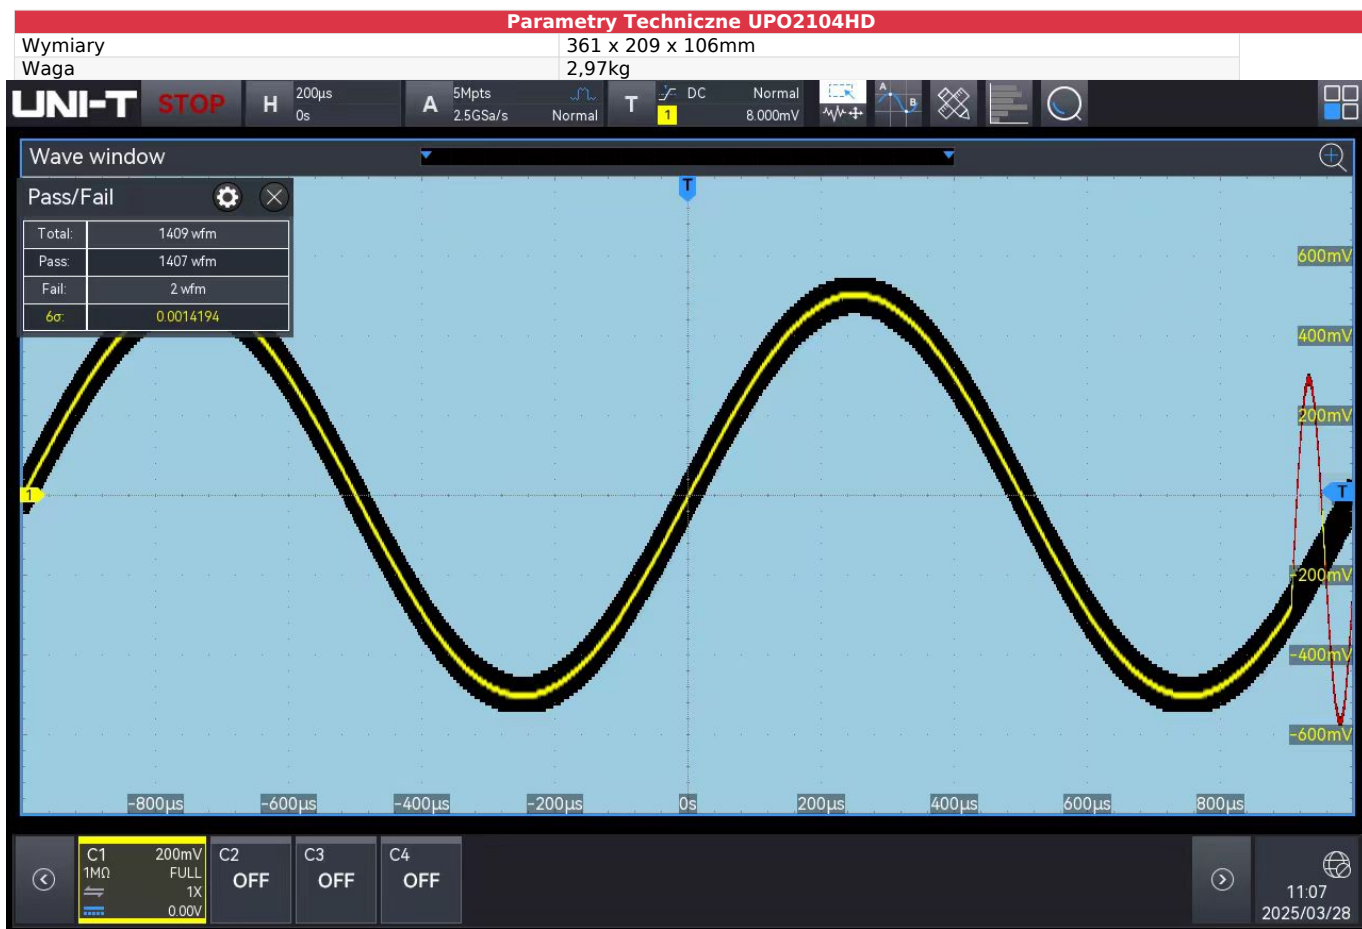 Parametry Techniczne UPO2104HD
Wymiary 361 x 209 x 106mm
Waga 2,97kg
UNI-T STOP H 200µs 0s A 5Mpts 2.5GSa/s Normal T 1 DC Normal 8.000mV A B
Wave window
Pass/Fail
T
Total: 1409 wfm
Pass: 1407 wfm
Fail: 2 wfm
6σ: 0.0014194
600mV
400mV
200mV
1
T
-200mV
-400mV
-600mV
-800µs -600µs -400µs -200µs 0s 200µs 400µs 600µs 800µs
C1 200mV C2 C3 C4
1MΩ FULL OFF OFF OFF
1X
0.00V
11:07
2025/03/28